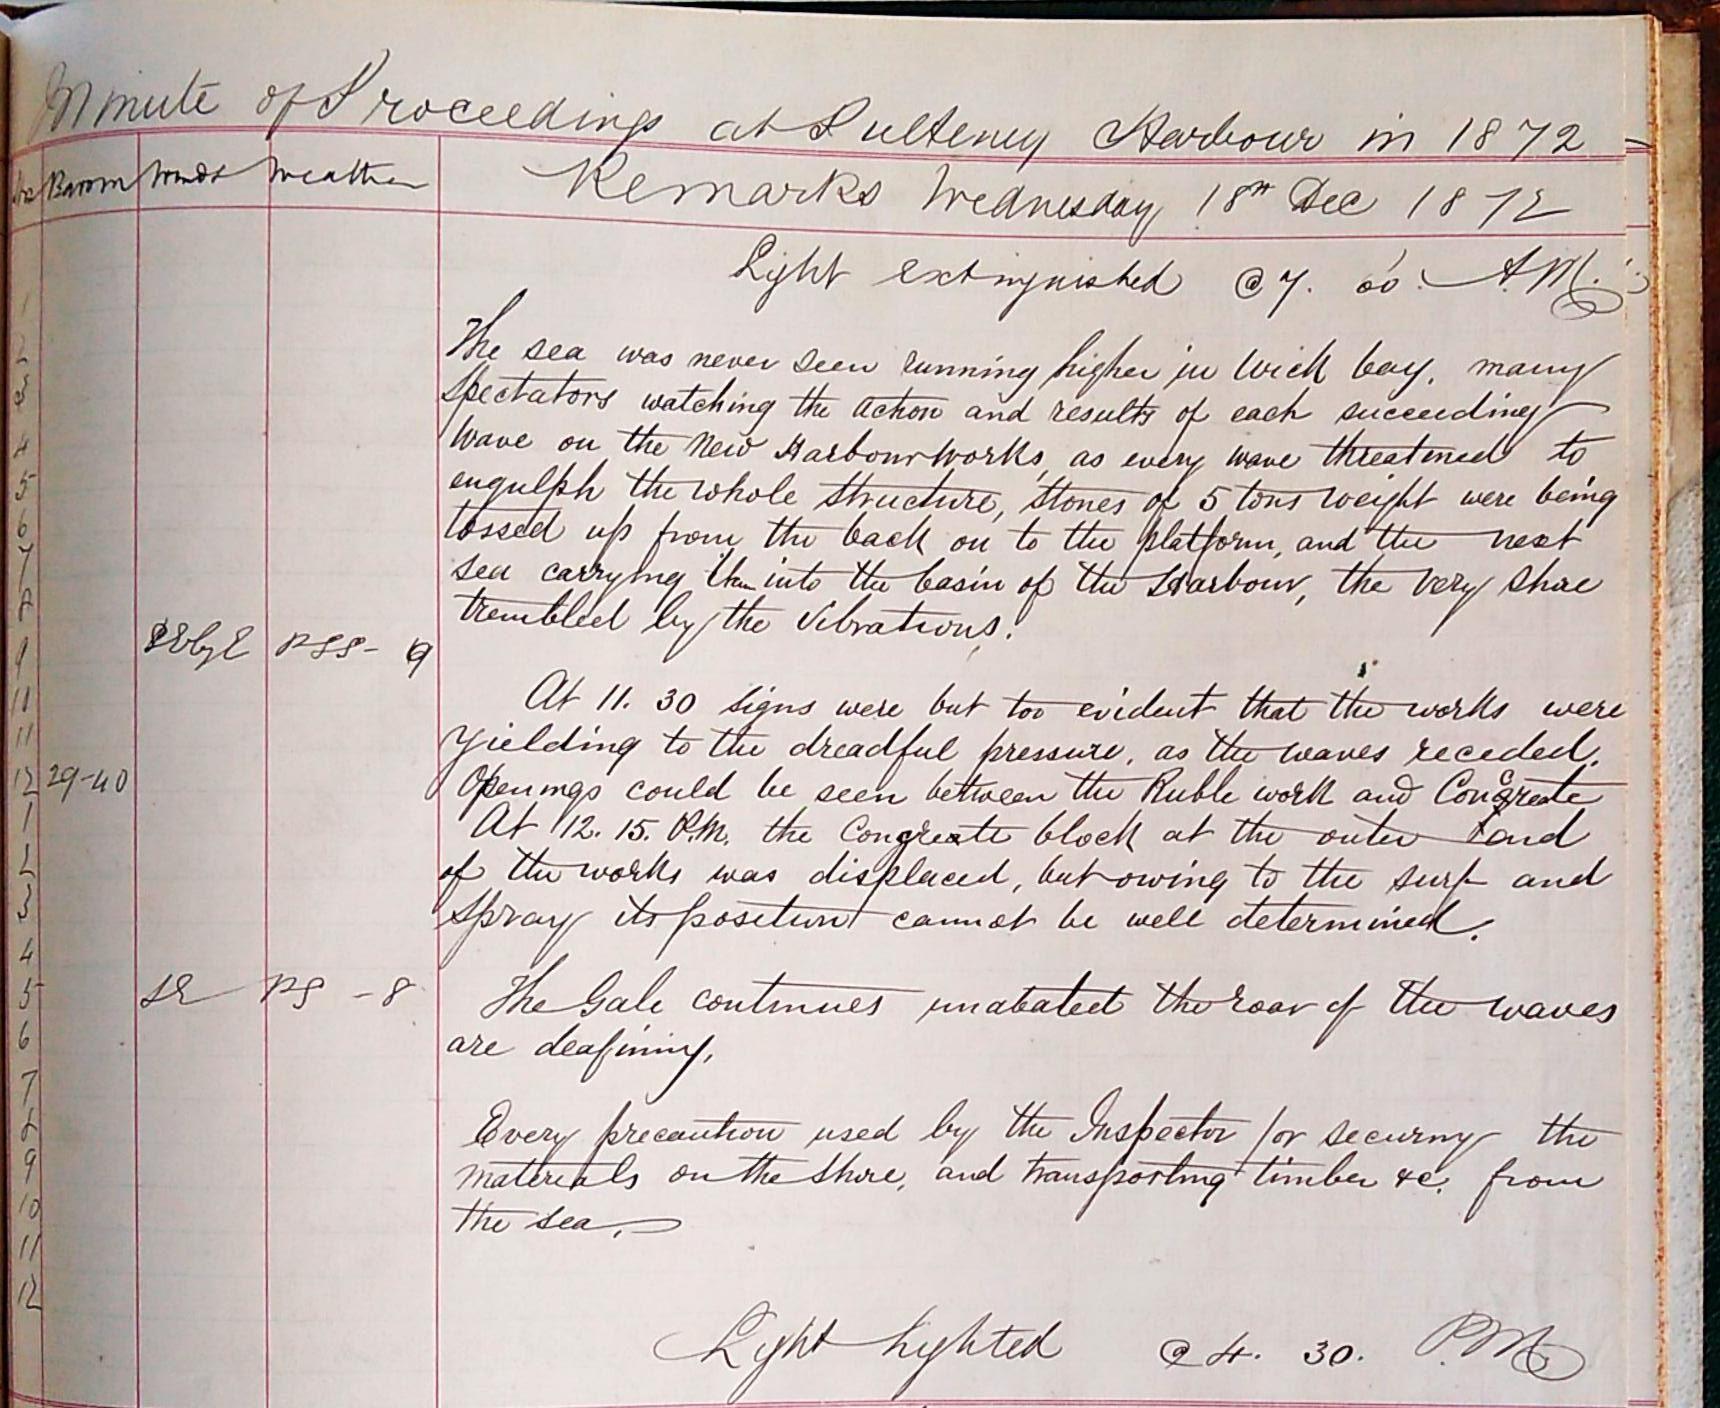 Minute of Proceedings at Pulteney Harbour in 1872
Barom Winds Weather Remarks Wednesday 18th Dec 1872
Light extinguished @ 7. 00. A.M.
1
2
3
4
5
6
7
8
9 SEbyE 9
11
11
12 29-40
1
2
3
4
5 SE - 8
6
7
8
9
10
11
12
The sea was never seen running higher in Wick bay, many
spectators watching the action and results of each succeeding
wave on the New Harbour works, as every wave threatined to
engulph the whole structure, stones of 5 tons weight were being
tossed up from the back on to the platform, and the next
sea carrying them into the basin of the Harbour, the very shore
trembled by the vibrations.
At 11. 30 signs were but too evident that the works were
yielding to the dreadful pressure, as the waves receded.
Openings could be seen between the Ruble work and Congreate
At 12. 15. P.M. the Congreate block at the outer end
of the works was displaced, but owing to the surf and
spray its position cannot be well determined.
The Gale continues unabated the roar of the waves
are deafining,
Every precaution used by the Inspector for securing the
materials on the shore, and transporting timber &c. from
the sea.
Light lighted @ 4. 30. P.M.